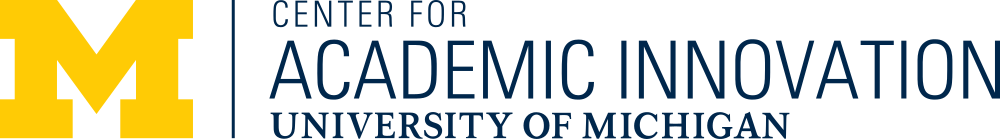 M
CENTER FOR
ACADEMIC INNOVATION
UNIVERSITY OF MICHIGAN